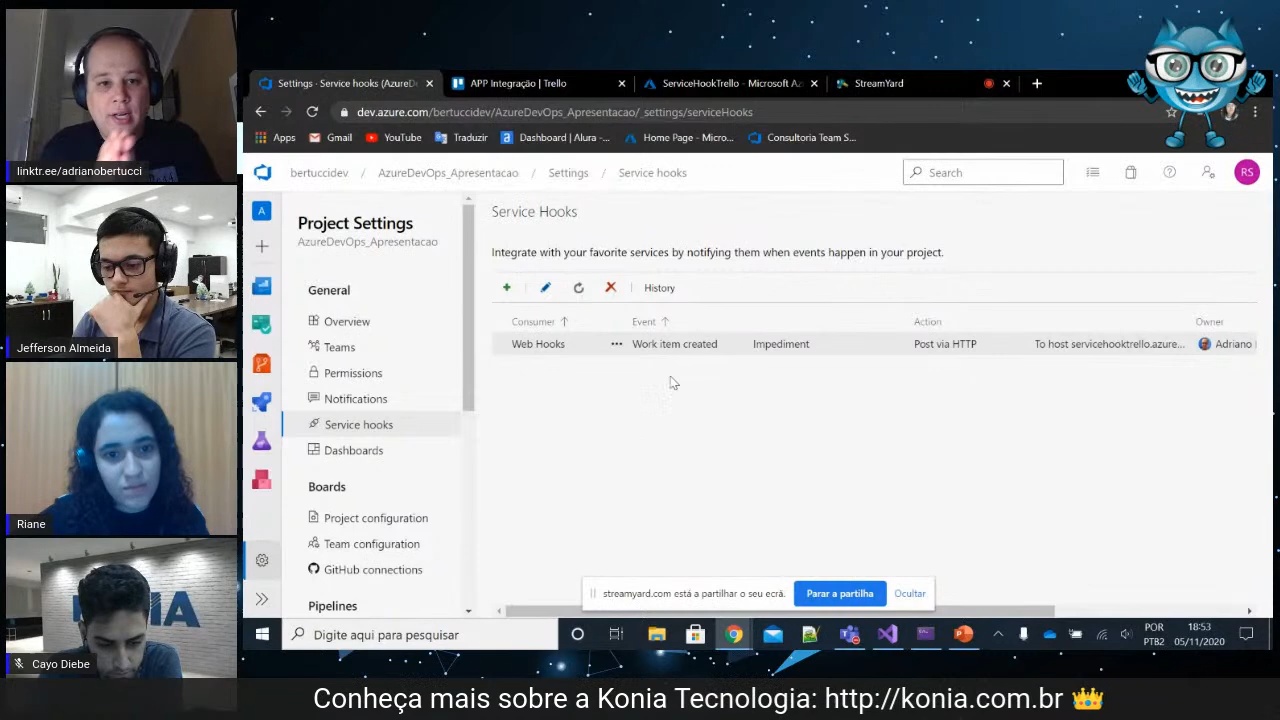 linktr.ee/adrianobertucci
Jefferson Almeida
Riane
Cayo Diebe
Settings · Service hooks (AzureDe
APP Integração | Trello
ServiceHookTrello - Microsoft Az
StreamYard
dev.azure.com/bertuccidev/AzureDevOps_Apresentacao/_settings/serviceHooks
Apps
Gmail
YouTube
Traduzir
Dashboard | Alura -...
Home Page - Micro...
Consultoria Team S...
bertuccidev / AzureDevOps_Apresentacao / Settings / Service hooks
Search
RS
A
Project Settings
AzureDevOps_Apresentacao
General
Overview
Teams
Permissions
Notifications
Service hooks
Dashboards
Boards
Project configuration
Team configuration
GitHub connections
Pipelines
Service Hooks
Integrate with your favorite services by notifying them when events happen in your project.
History
Consumer ↑ Event ↑ Action Owner
Web Hooks ... Work item created Impediment Post via HTTP To host servicehooktrello.azure... Adriano
streamyard.com está a partilhar o seu ecrã.
Parar a partilha
Ocultar
Digite aqui para pesquisar
POR
PTB2
18:53
05/11/2020
Conheça mais sobre a Konia Tecnologia: http://konia.com.br 👑